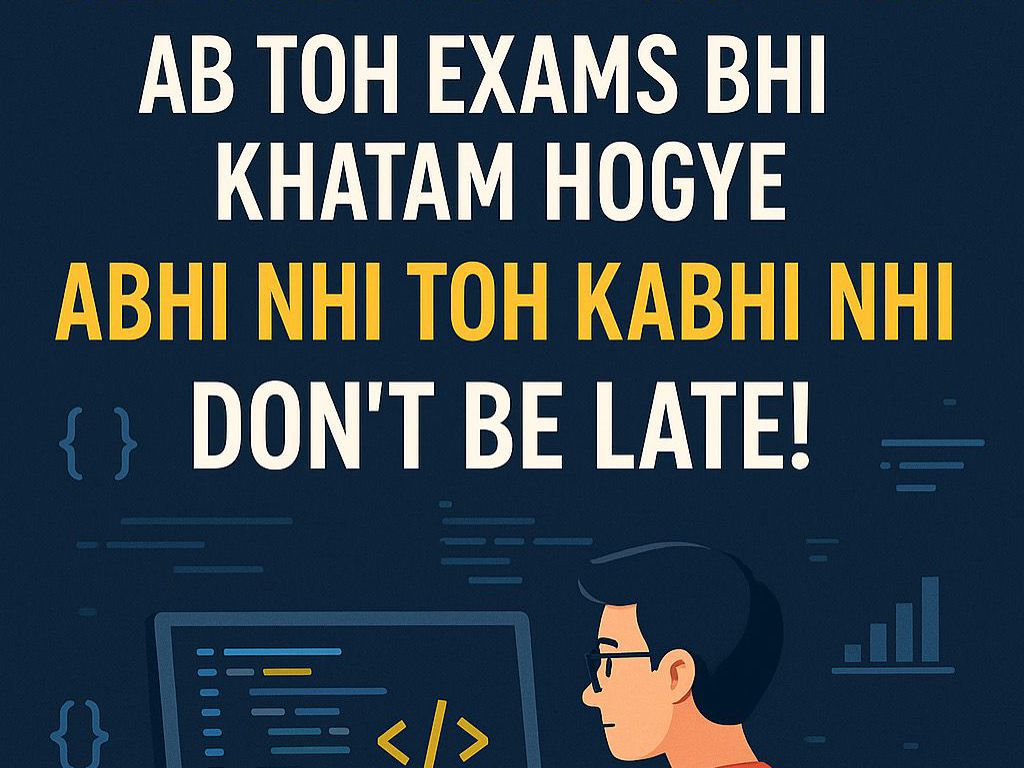 AB TOH EXAMS BHI
KHATAM HOGYE
ABHI NHI TOH KABHI NHI
DON'T BE LATE!
{ }
{ }
</>